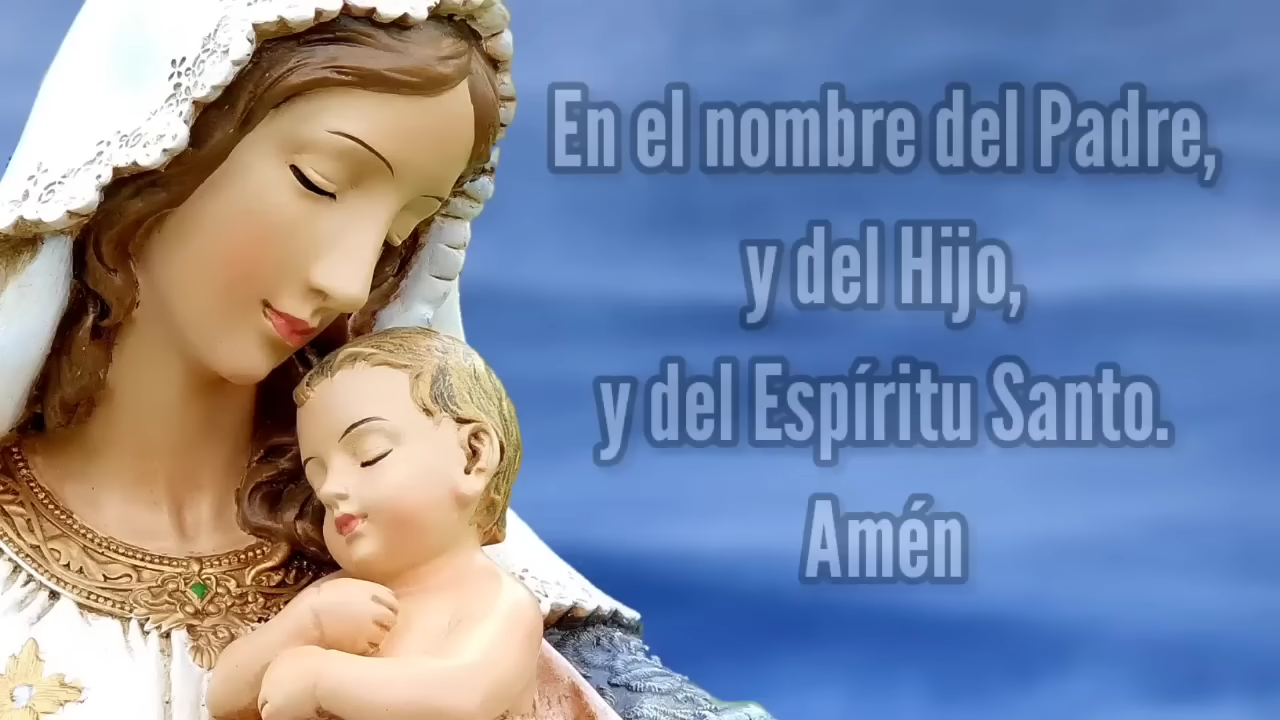 En el nombre del Padre,
y del Hijo,
y del Espíritu Santo.
Amén